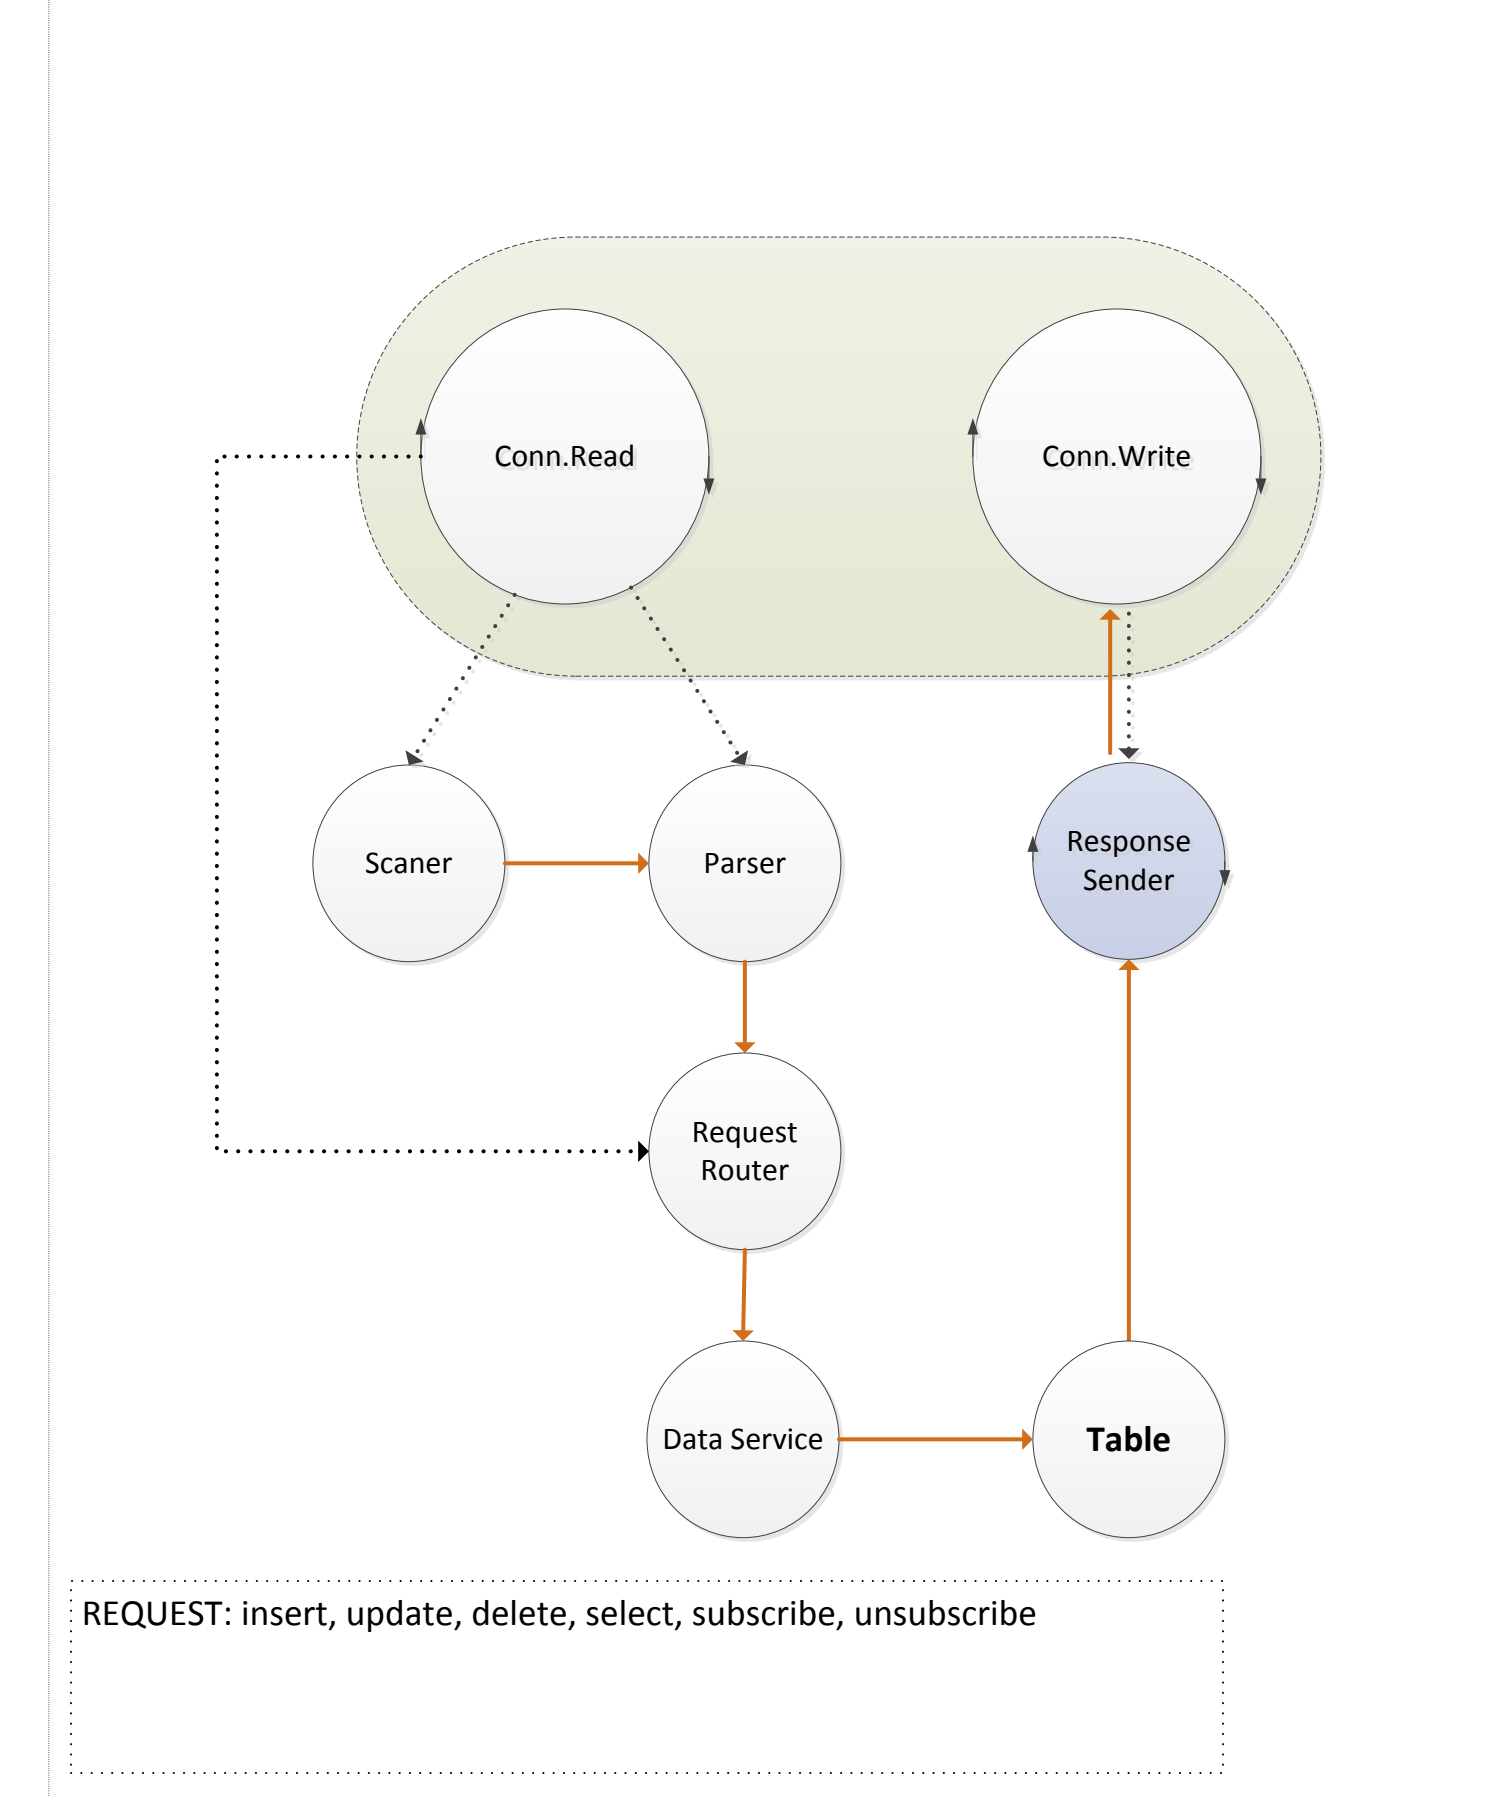 Conn.Read
Conn.Write
Scaner
Parser
Response
Sender
Request
Router
Data Service
Table
REQUEST: insert, update, delete, select, subscribe, unsubscribe